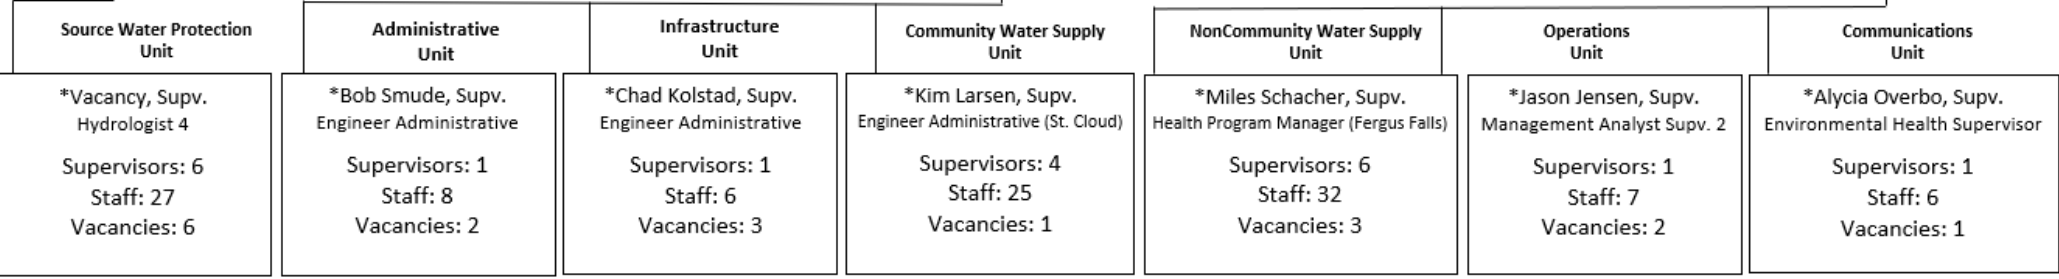 Source Water Protection
Unit
*Vacancy, Supv.
Hydrologist 4
Supervisors: 6
Staff: 27
Vacancies: 6
Administrative
Unit
*Bob Smude, Supv.
Engineer Administrative
Supervisors: 1
Staff: 8
Vacancies: 2
Infrastructure
Unit
*Chad Kolstad, Supv.
Engineer Administrative
Supervisors: 1
Staff: 6
Vacancies: 3
Community Water Supply
Unit
*Kim Larsen, Supv.
Engineer Administrative (St. Cloud)
Supervisors: 4
Staff: 25
Vacancies: 1
NonCommunity Water Supply
Unit
*Miles Schacher, Supv.
Health Program Manager (Fergus Falls)
Supervisors: 6
Staff: 32
Vacancies: 3
Operations
Unit
*Jason Jensen, Supv.
Management Analyst Supv. 2
Supervisors: 1
Staff: 7
Vacancies: 2
Communications
Unit
*Alycia Overbo, Supv.
Environmental Health Supervisor
Supervisors: 1
Staff: 6
Vacancies: 1